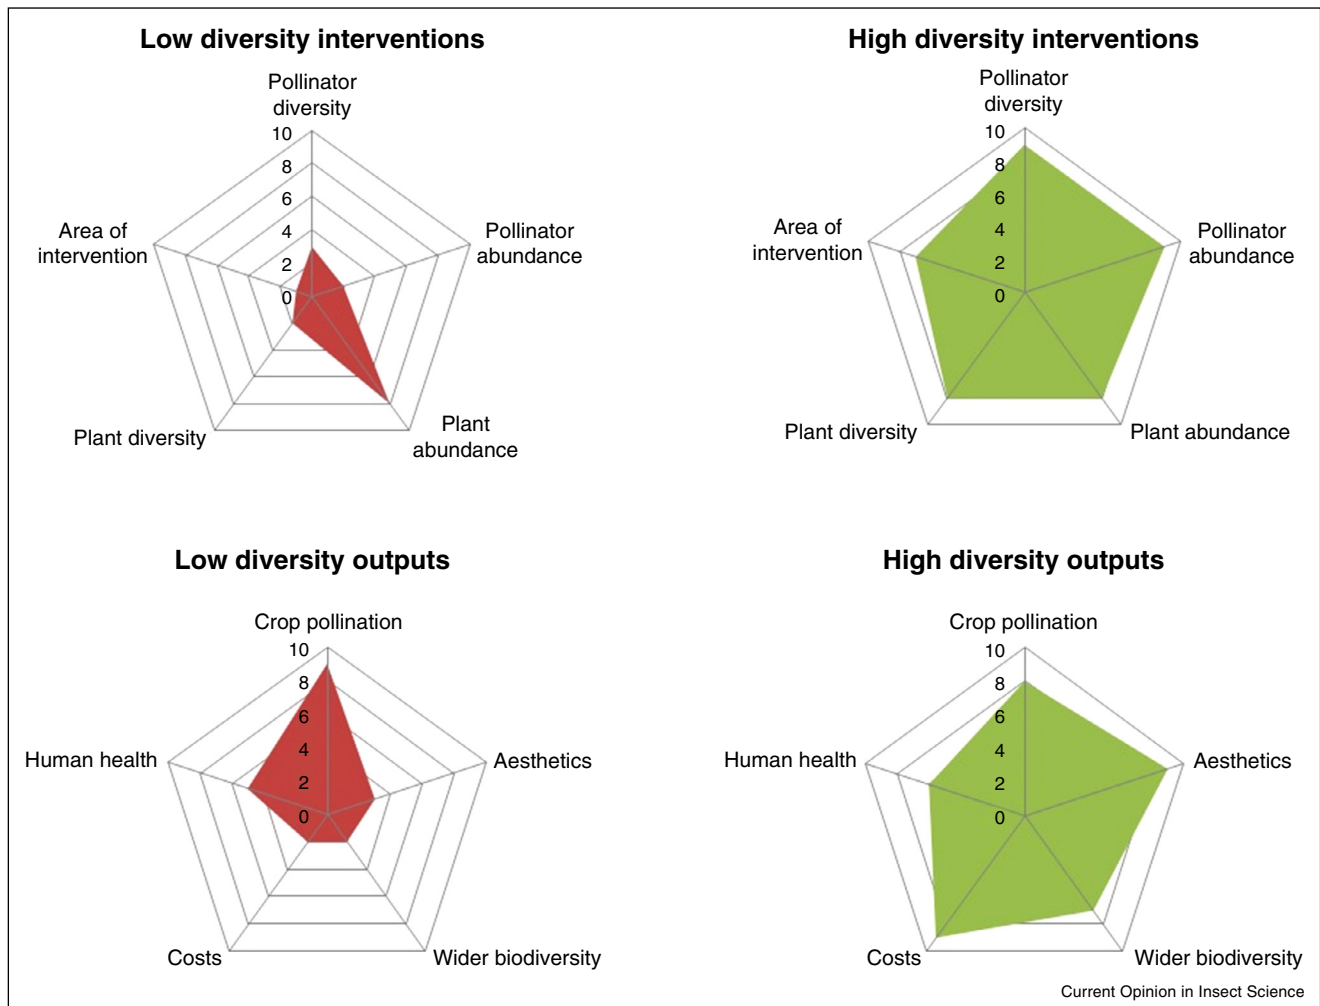 Low diversity interventions
Pollinator
diversity
10
8
6
4
2
0
Area of
intervention
Pollinator
abundance
Plant diversity
Plant
abundance
High diversity interventions
Pollinator
diversity
10
8
6
4
2
0
Area of
intervention
Pollinator
abundance
Plant diversity
Plant abundance
Low diversity outputs
Crop pollination
10
8
6
4
2
0
Human health
Aesthetics
Costs
Wider biodiversity
High diversity outputs
Crop pollination
10
8
6
4
2
0
Human health
Aesthetics
Costs
Wider biodiversity
Current Opinion in Insect Science